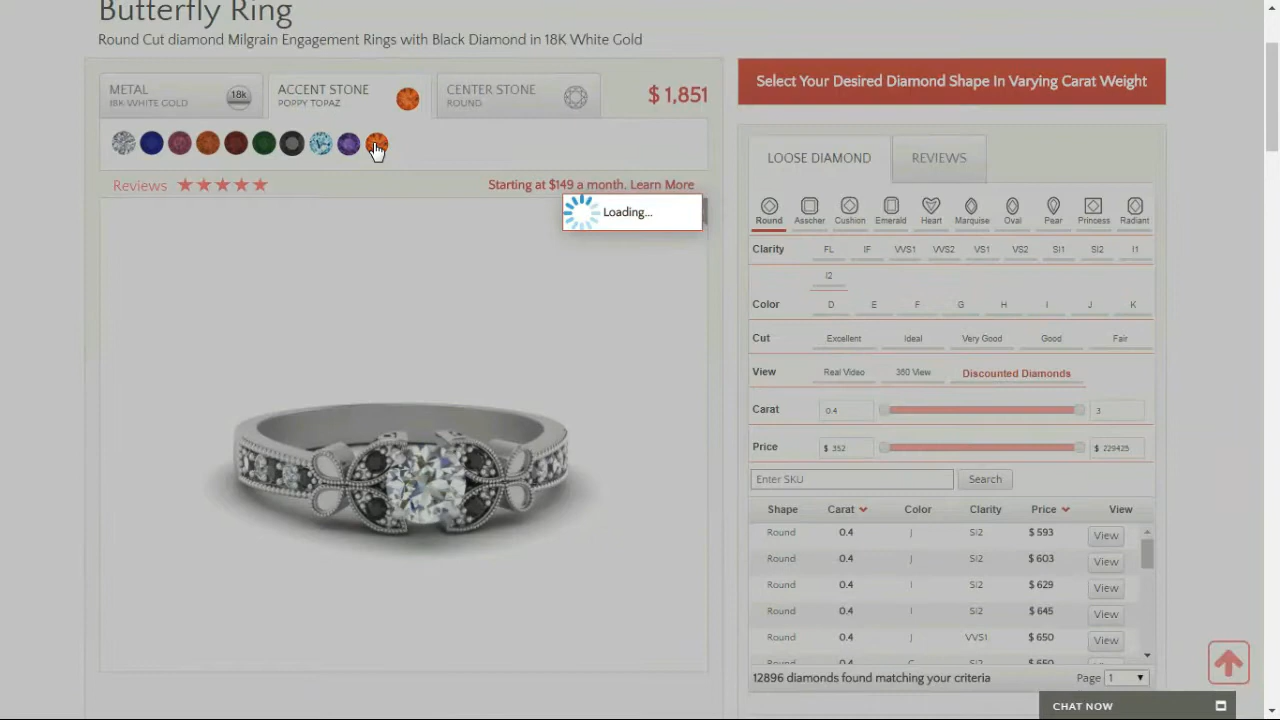 Butterfly Ring
Round Cut diamond Milgrain Engagement Rings with Black Diamond in 18K White Gold
METAL
18K WHITE GOLD
18k
ACCENT STONE
POPPY TOPAZ
CENTER STONE
ROUND
$ 1,851
Reviews
Starting at $149 a month. Learn More
Loading...
Select Your Desired Diamond Shape In Varying Carat Weight
LOOSE DIAMOND
REVIEWS
Round Asscher Cushion Emerald Heart Marquise Oval Pear Princess Radiant
Clarity FL IF VVS1 VVS2 VS1 VS2 SI1 SI2 I1
I2
Color D E F G H I J K
Cut Excellent Ideal Very Good Good Fair
View Real Video 360 View Discounted Diamonds
Carat 0.4 3
Price $ 352 $ 229425
Enter SKU Search
Shape Carat Color Clarity Price View
Round 0.4 J SI2 $ 593 View
Round 0.4 J SI2 $ 603 View
Round 0.4 I SI2 $ 629 View
Round 0.4 I SI2 $ 645 View
Round 0.4 J VVS1 $ 650 View
12896 diamonds found matching your criteria
Page 1
CHAT NOW